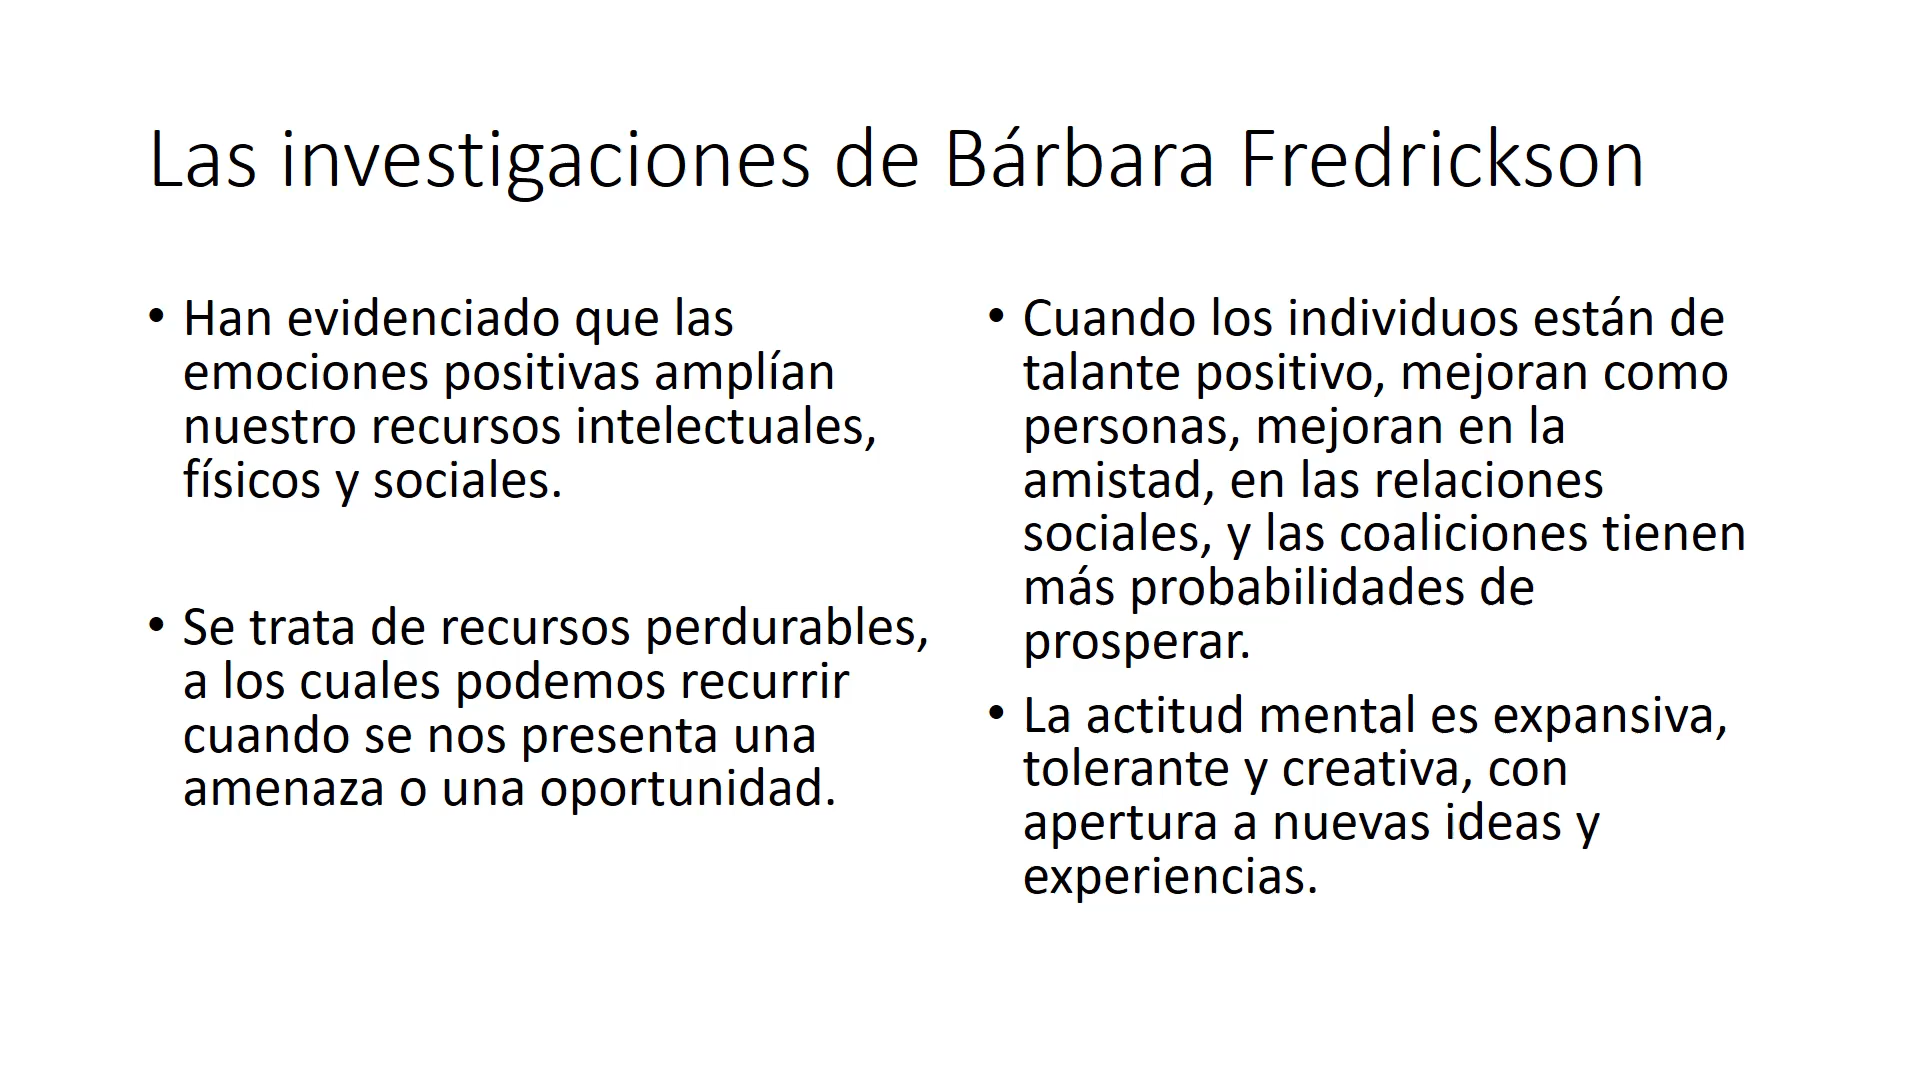 Las investigaciones de Bárbara Fredrickson
• Han evidenciado que las
emociones positivas amplían
nuestro recursos intelectuales,
físicos y sociales.
• Se trata de recursos perdurables,
a los cuales podemos recurrir
cuando se nos presenta una
amenaza o una oportunidad.
• Cuando los individuos están de
talante positivo, mejoran como
personas, mejoran en la
amistad, en las relaciones
sociales, y las coaliciones tienen
más probabilidades de
prosperar.
• La actitud mental es expansiva,
tolerante y creativa, con
apertura a nuevas ideas y
experiencias.